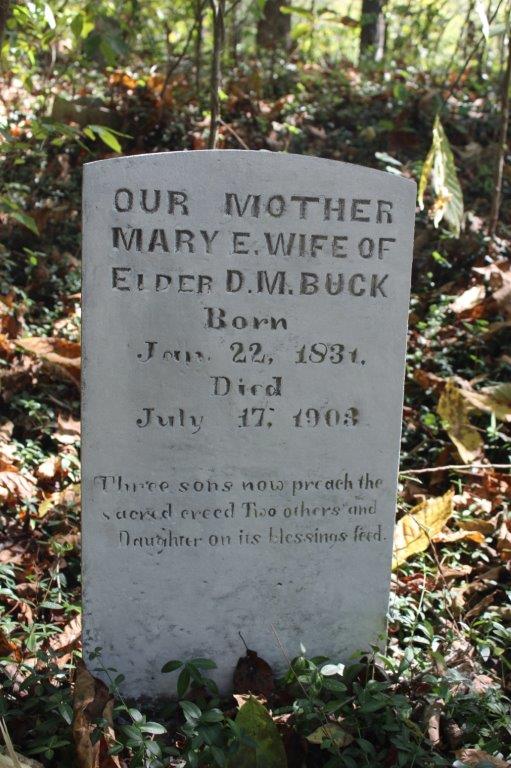 OUR MOTHER
MARY E. WIFE OF
ELDER D.M. BUCK
Born
Jan. 22, 1831.
Died
July 17, 1903
Three sons now preach the
sacred creed Two others and
Daughter on its blessings feed.